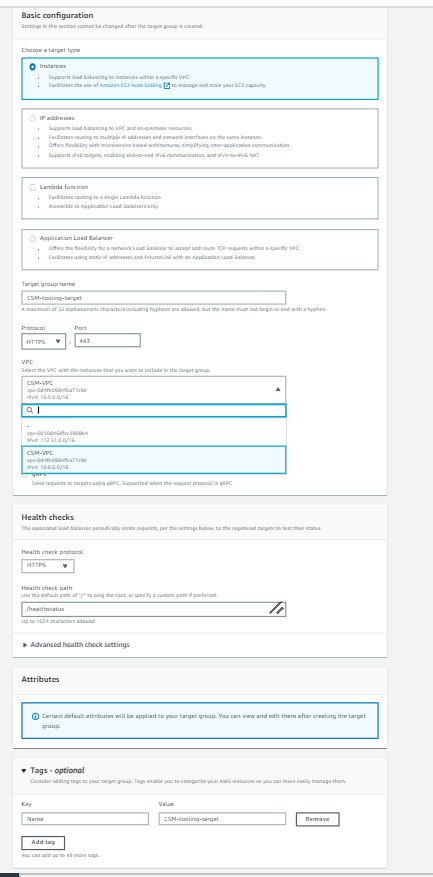 Basic configuration
Settings in this section cannot be changed after the target group is created.
Choose a target type
Instances
Supports load balancing to instances within a specific VPC.
Facilitates the use of Amazon EC2 Auto Scaling to manage and scale your EC2 capacity.
IP addresses
Supports load balancing to VPC and on-premises resources.
Facilitates routing to multiple IP addresses and network interfaces on the same instance.
Offers flexibility with microservice based architectures, simplifying inter-application communication.
Supports IPv6 targets, enabling end-to-end IPv6 communication, and IPv4-to-IPv6 NAT.
Lambda function
Facilitates routing to a single Lambda function.
Accessible to Application Load Balancers only.
Application Load Balancer
Offers the flexibility for a Network Load Balancer to accept and route TCP requests within a specific VPC.
Facilitates using static IP addresses and PrivateLink with an Application Load Balancer.
Target group name
CSM-tooling-target
A maximum of 32 alphanumeric characters including hyphens are allowed, but the name must not begin or end with a hyphen.
Protocol Port
HTTPS : 443
VPC
Select the VPC with the instances that you want to include in the target group.
CSM-VPC
IPv4: 10.0.0.0/16
-
IPv4: 172.31.0.0/16
CSM-VPC
IPv4: 10.0.0.0/16
gRPC
Send requests to targets using gRPC. Supported when the request protocol is gRPC.
Health checks
The associated load balancer periodically sends requests, per the settings below, to the registered targets to test their status.
Health check protocol
HTTPS
Health check path
Use the default path of "/" to ping the root, or specify a custom path if preferred.
/healthstatus
Up to 1024 characters allowed.
Advanced health check settings
Attributes
Certain default attributes will be applied to your target group. You can view and edit them after creating the target
group.
Tags - optional
Consider adding tags to your target group. Tags enable you to categorize your AWS resources so you can more easily manage them.
Key Value
Name CSM-tooling-target Remove
Add tag
You can add up to 49 more tags.